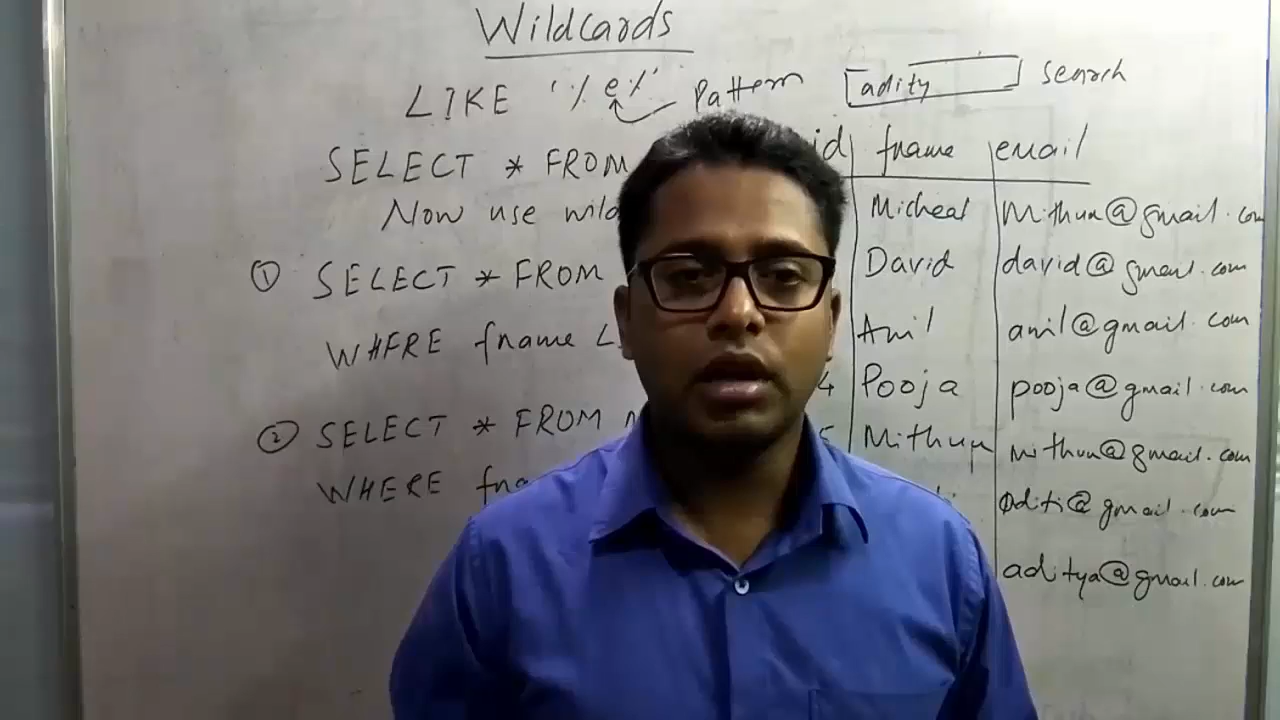 Wildcards
LIKE '%e%' Pattern
adity search
SELECT * FROM
Now use wild
① SELECT * FROM
WHERE fname L
② SELECT * FROM
WHERE fna
id fname email
Micheal Mithun@gmail.com
David david@gmail.com
Anil anil@gmail.com
4 Pooja pooja@gmail.com
5 Mithun mithun@gmail.com
aditi@gmail.com
aditya@gmail.com